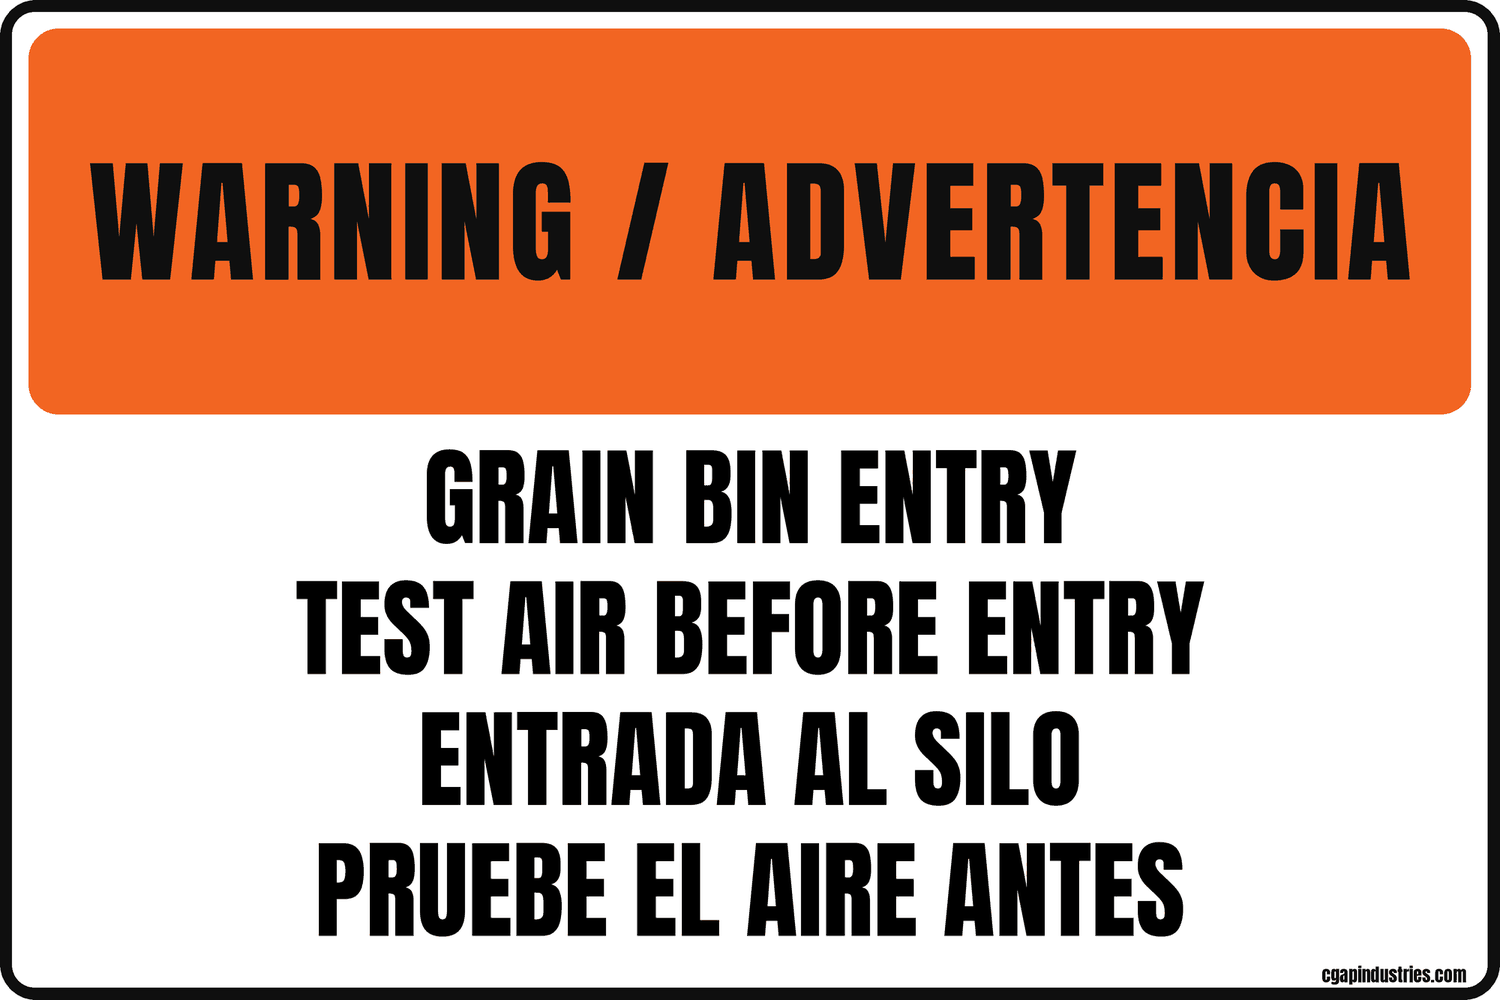 WARNING / ADVERTENCIA
GRAIN BIN ENTRY
TEST AIR BEFORE ENTRY
ENTRADA AL SILO
PRUEBE EL AIRE ANTES
cgapindustries.com